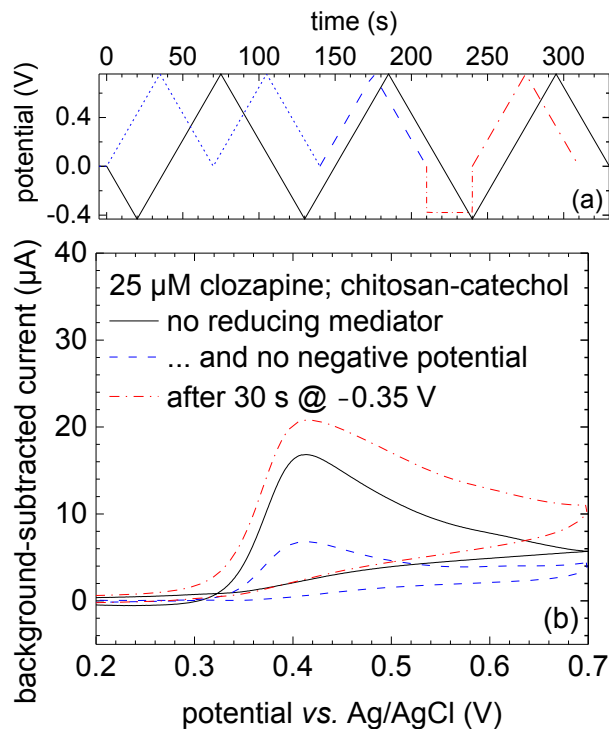 time (s)
0 50 100 150 200 250 300
potential (V)
0.4
0.0
-0.4
(a)
background-subtracted current (µA)
40
30
20
10
0
25 µM clozapine; chitosan-catechol
no reducing mediator
... and no negative potential
after 30 s @ −0.35 V
(b)
0.2 0.3 0.4 0.5 0.6 0.7
potential vs. Ag/AgCl (V)